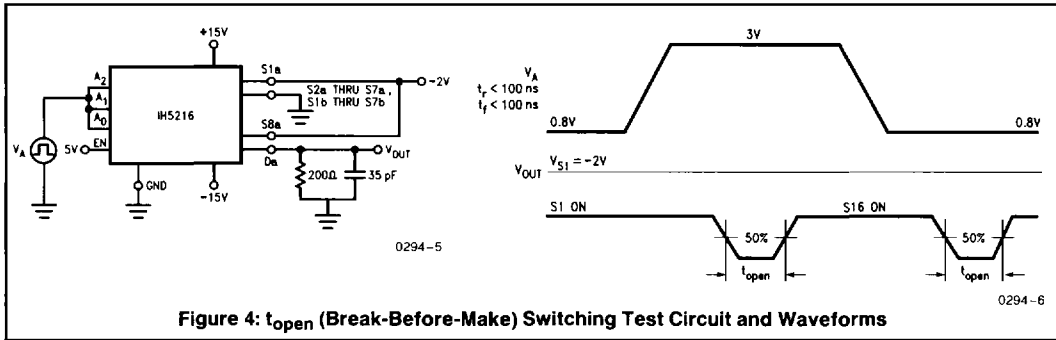 +15V
A2
A1
A0
EN
5V
VA
IH5216
GND
-15V
S1a
S2a THRU S7a,
S1b THRU S7b
S8a
Da
-2V
VOUT
200Ω
35 pF
0294-5
VA
tr < 100 ns
tf < 100 ns
3V
0.8V
0.8V
VOUT
VS1 = -2V
S1 ON
S16 ON
50%
50%
topen
topen
0294-6
Figure 4: topen (Break-Before-Make) Switching Test Circuit and Waveforms